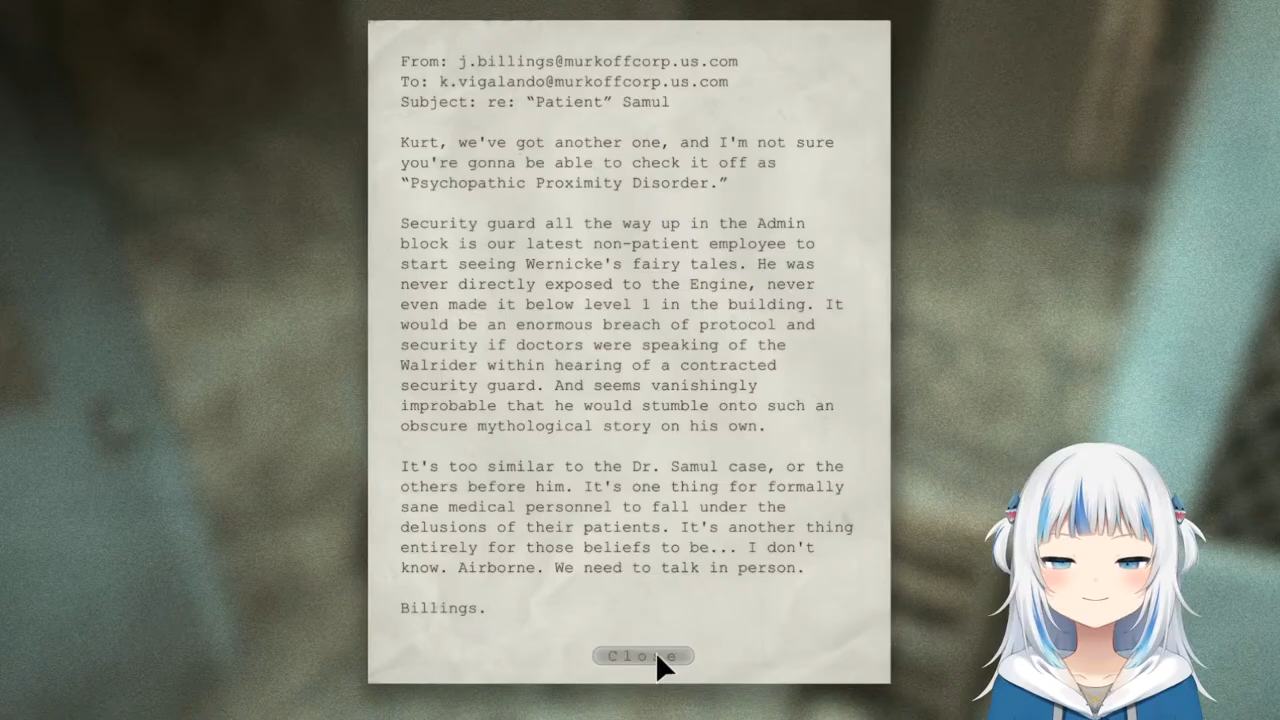 From: j.billings@murkoffcorp.us.com
To: k.vigalando@murkoffcorp.us.com
Subject: re: “Patient” Samul
Kurt, we've got another one, and I'm not sure
you're gonna be able to check it off as
“Psychopathic Proximity Disorder.”
Security guard all the way up in the Admin
block is our latest non-patient employee to
start seeing Wernicke's fairy tales. He was
never directly exposed to the Engine, never
even made it below level 1 in the building. It
would be an enormous breach of protocol and
security if doctors were speaking of the
Walrider within hearing of a contracted
security guard. And seems vanishingly
improbable that he would stumble onto such an
obscure mythological story on his own.
It's too similar to the Dr. Samul case, or the
others before him. It's one thing for formally
sane medical personnel to fall under the
delusions of their patients. It's another thing
entirely for those beliefs to be... I don't
know. Airborne. We need to talk in person.
Billings.
Close